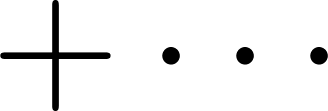 + • • •